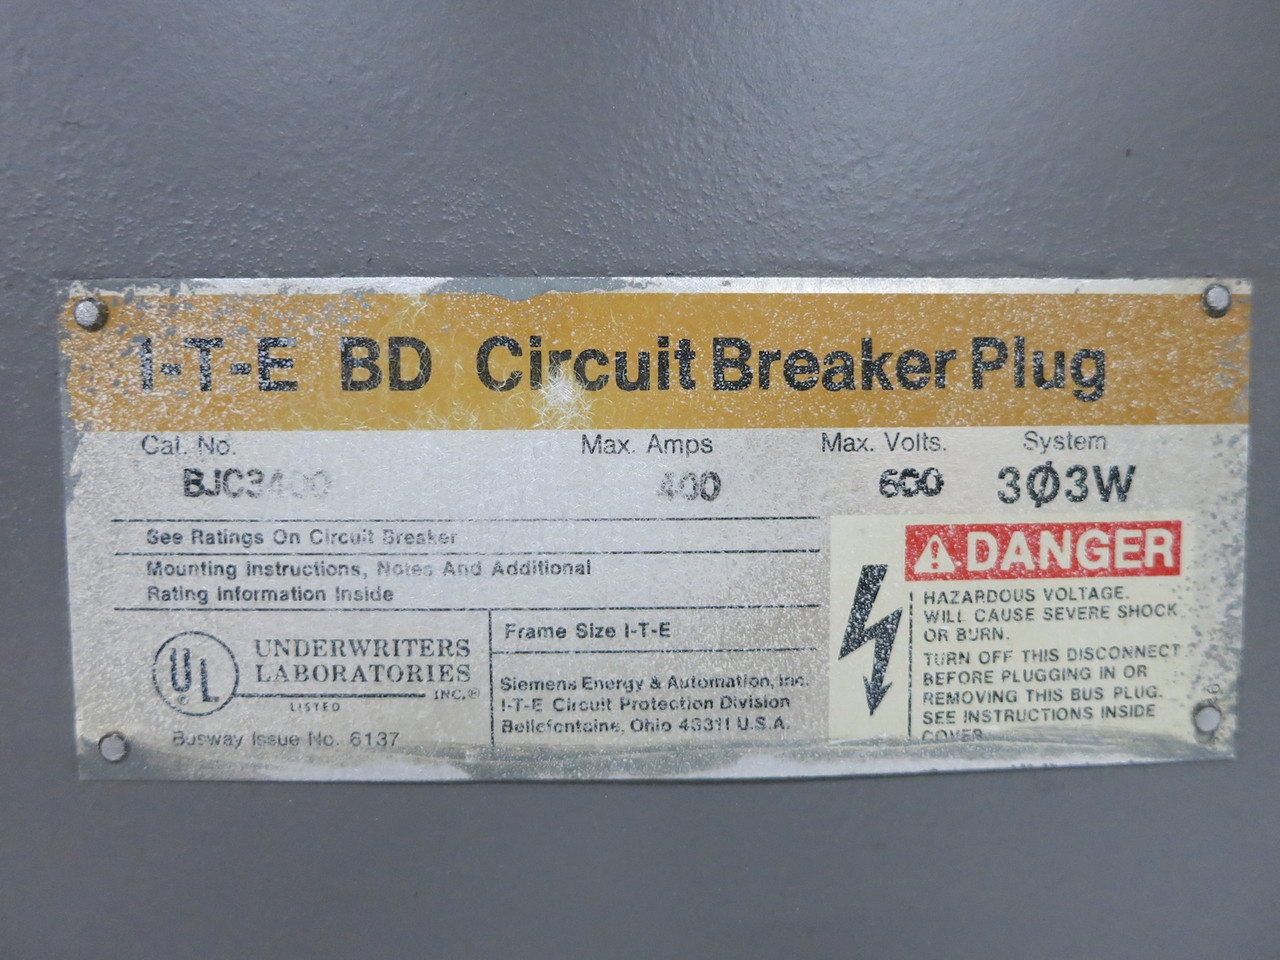 I-T-E BD Circuit Breaker Plug
Cal. No. Max. Amps Max. Volts. System
BJC3400 400 600 3Ø3W
See Ratings On Circuit Breaker
Mounting Instructions, Notes And Additional
Rating Information Inside
UL
®
UNDERWRITERS
LABORATORIES
INC.®
LISTED
Busway Issue No. 6137
Frame Size I-T-E
Siemens Energy & Automation, Inc.
I-T-E Circuit Protection Division
Bellefontaine, Ohio 43311 U.S.A.
DANGER
HAZARDOUS VOLTAGE.
WILL CAUSE SEVERE SHOCK
OR BURN.
TURN OFF THIS DISCONNECT
BEFORE PLUGGING IN OR
REMOVING THIS BUS PLUG.
SEE INSTRUCTIONS INSIDE
COVER